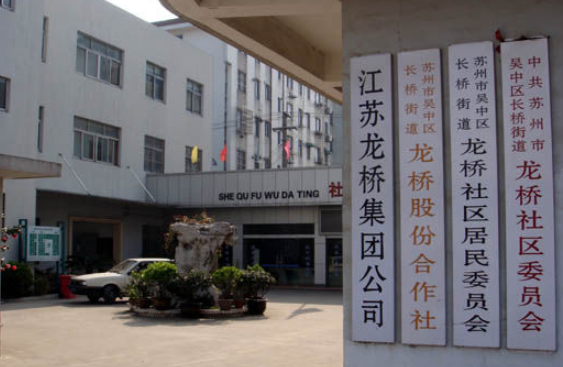 SHE QU FU WU DA TING 社
江苏龙桥集团公司
苏州市吴中区
长桥街道
龙桥股份合作社
苏州市吴中区
长桥街道
龙桥社区居民委员会
中共苏州市
吴中区长桥街道
龙桥社区委员会